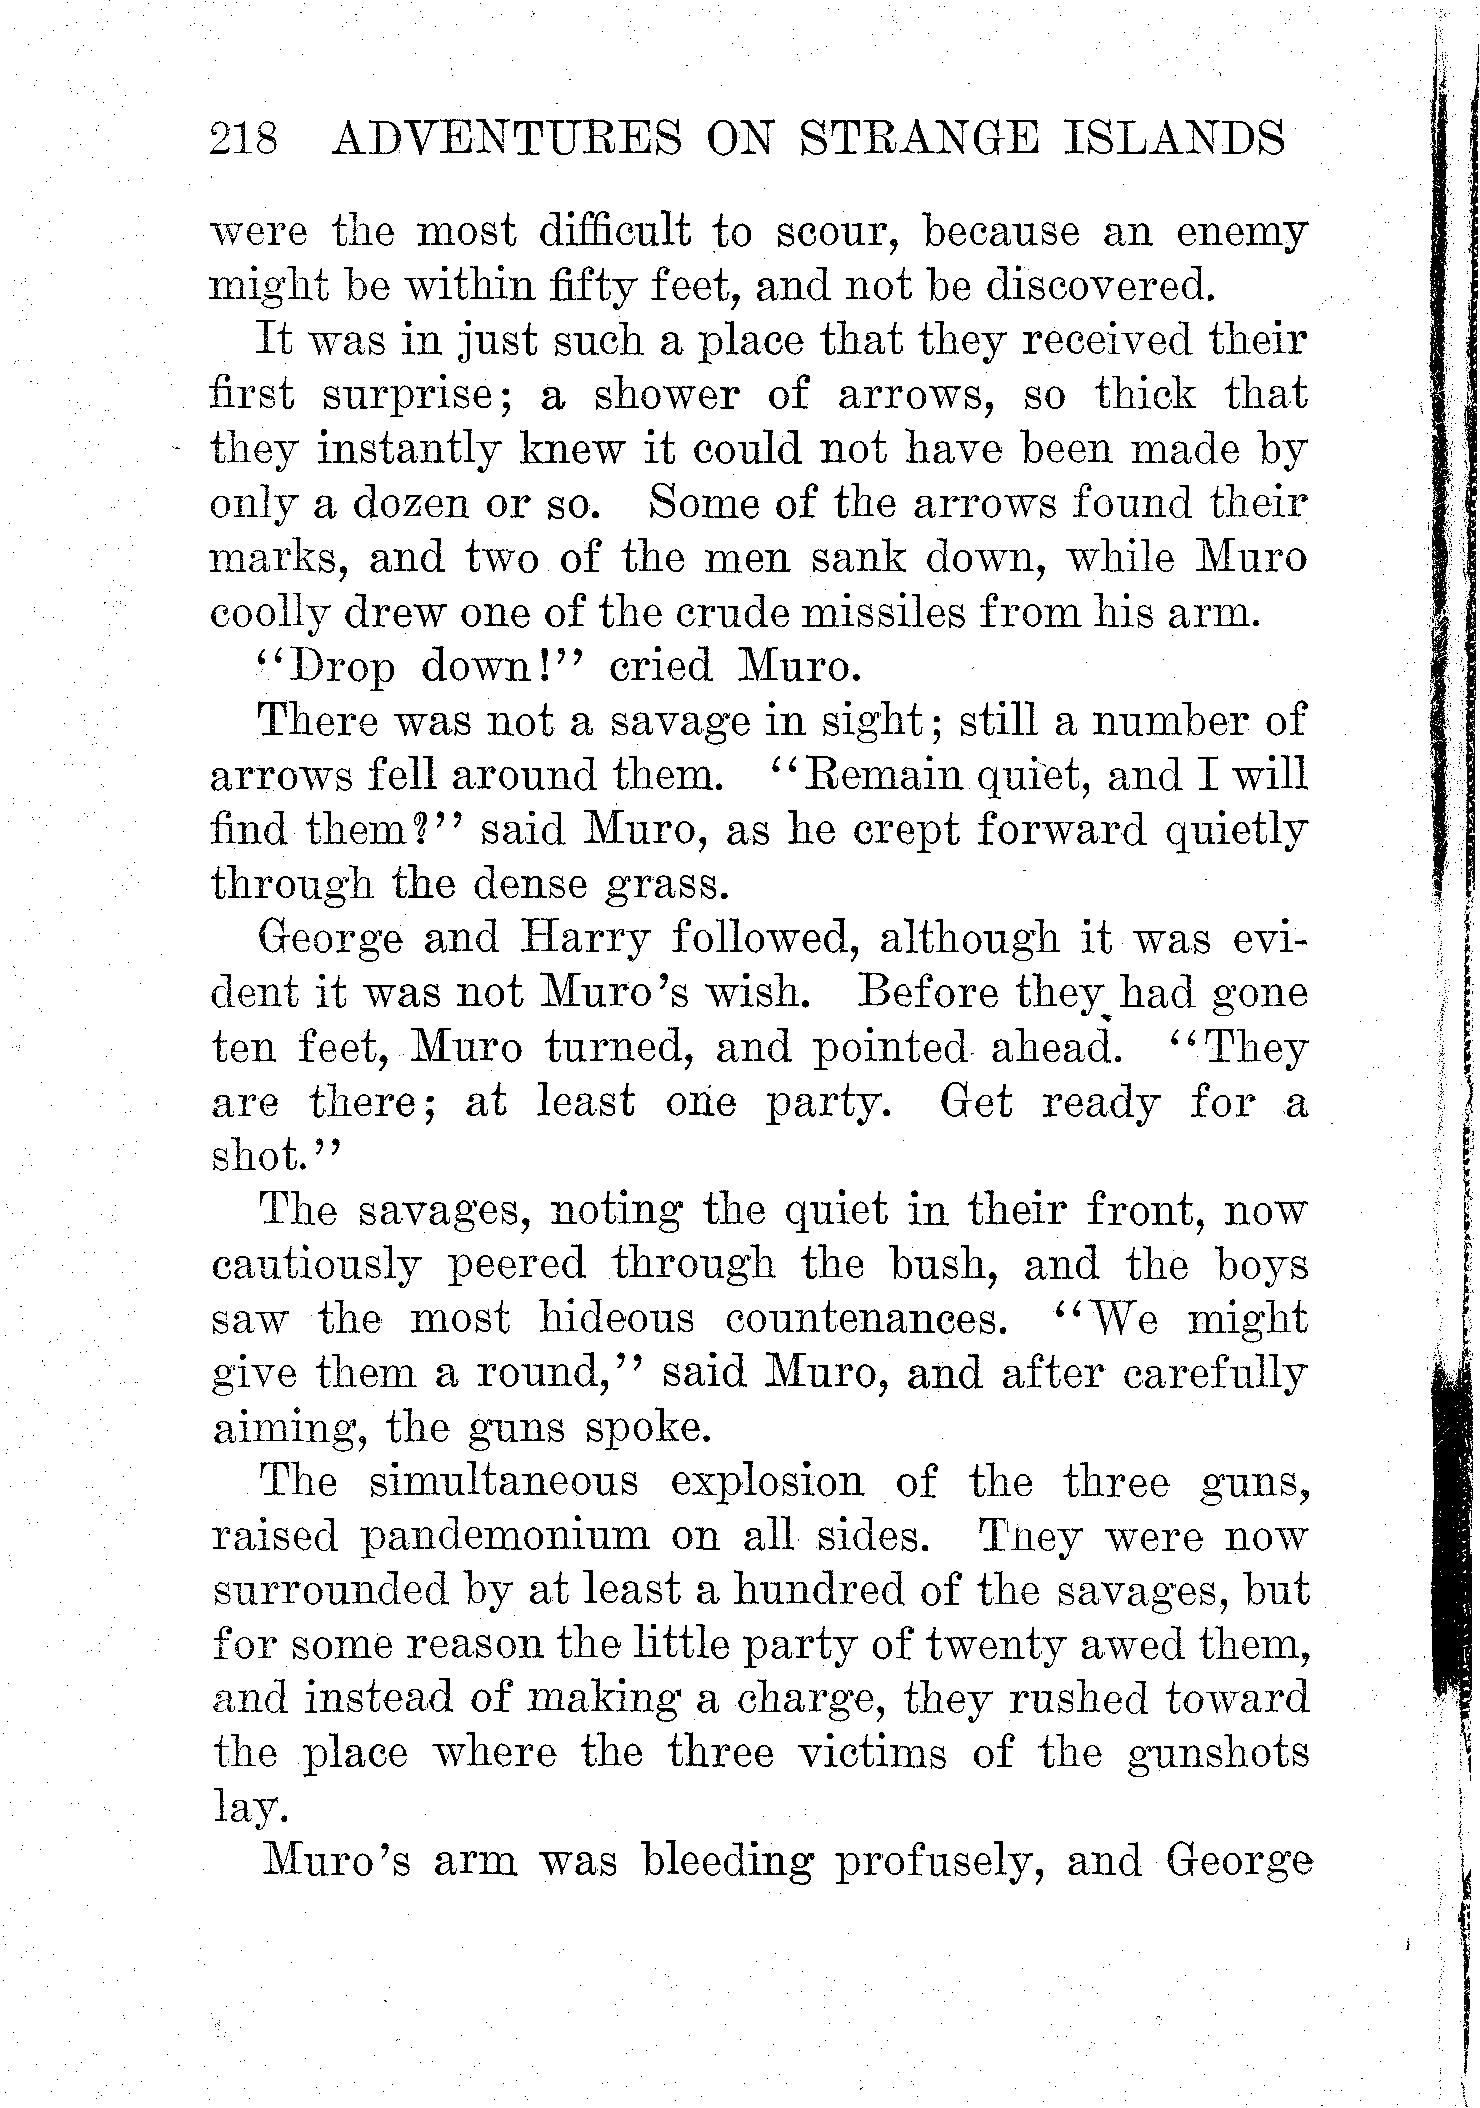 218 ADVENTURES ON STRANGE ISLANDS
were the most difficult to scour, because an enemy
might be within fifty feet, and not be discovered.
It was in just such a place that they received their
first surprise; a shower of arrows, so thick that
they instantly knew it could not have been made by
only a dozen or so. Some of the arrows found their
marks, and two of the men sank down, while Muro
coolly drew one of the crude missiles from his arm.
"Drop down!" cried Muro.
There was not a savage in sight; still a number of
arrows fell around them. "Remain quiet, and I will
find them?" said Muro, as he crept forward quietly
through the dense grass.
George and Harry followed, although it was evi-
dent it was not Muro's wish. Before they had gone
ten feet, Muro turned, and pointed ahead. "They
are there; at least one party. Get ready for a
shot."
The savages, noting the quiet in their front, now
cautiously peered through the bush, and the boys
saw the most hideous countenances. "We might
give them a round," said Muro, and after carefully
aiming, the guns spoke.
The simultaneous explosion of the three guns,
raised pandemonium on all sides. They were now
surrounded by at least a hundred of the savages, but
for some reason the little party of twenty awed them,
and instead of making a charge, they rushed toward
the place where the three victims of the gunshots
lay.
Muro's arm was bleeding profusely, and George